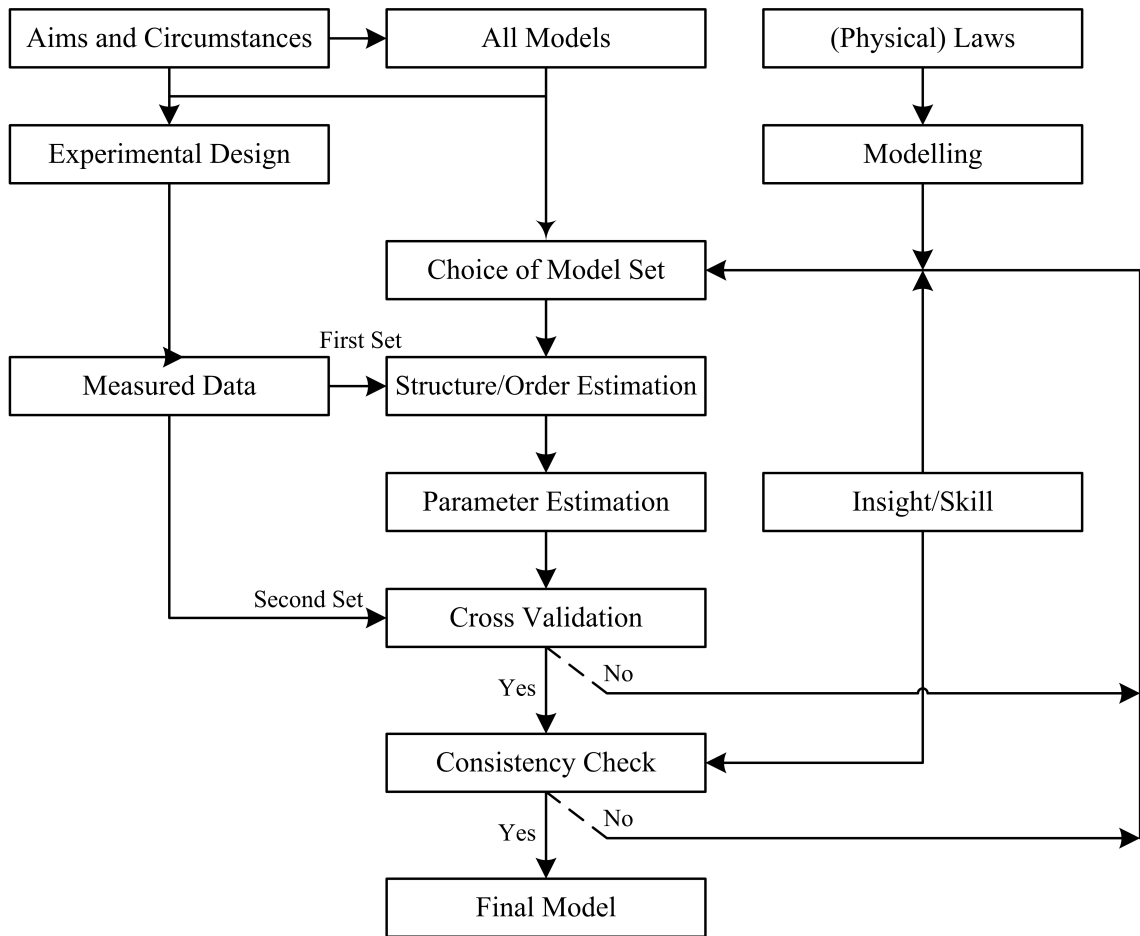 Aims and Circumstances
All Models
(Physical) Laws
Experimental Design
Modelling
Choice of Model Set
First Set
Measured Data
Structure/Order Estimation
Parameter Estimation
Insight/Skill
Second Set
Cross Validation
No
Yes
Consistency Check
No
Yes
Final Model